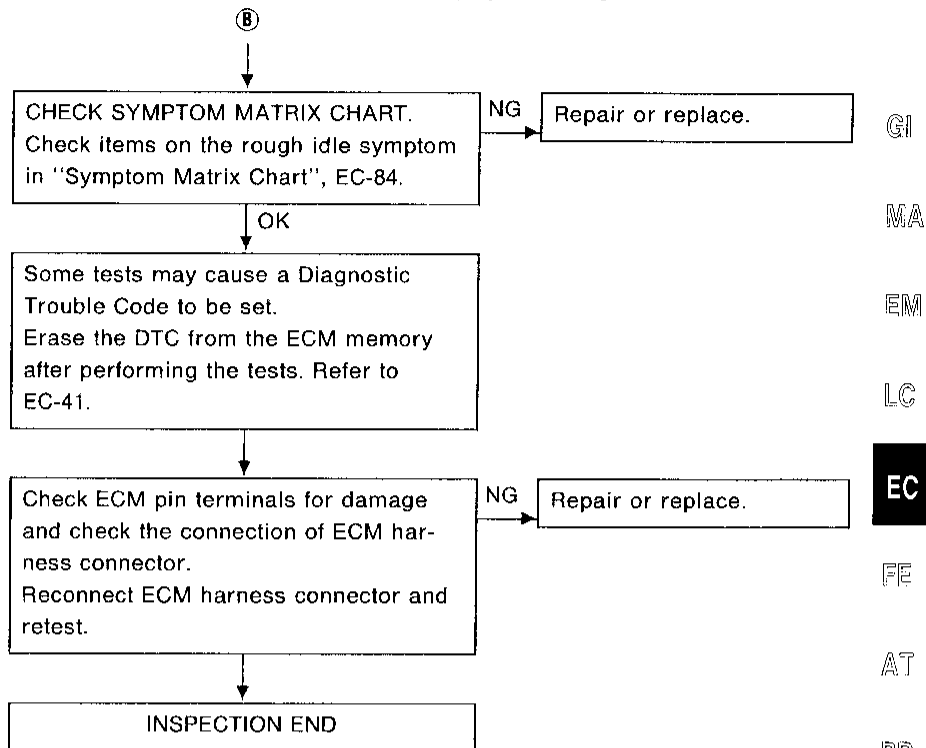 B
CHECK SYMPTOM MATRIX CHART.
Check items on the rough idle symptom
in "Symptom Matrix Chart", EC-84.
NG
Repair or replace.
OK
Some tests may cause a Diagnostic
Trouble Code to be set.
Erase the DTC from the ECM memory
after performing the tests. Refer to
EC-41.
Check ECM pin terminals for damage
and check the connection of ECM har-
ness connector.
Reconnect ECM harness connector and
retest.
NG
Repair or replace.
INSPECTION END
GI
MA
EM
LC
EC
FE
AT